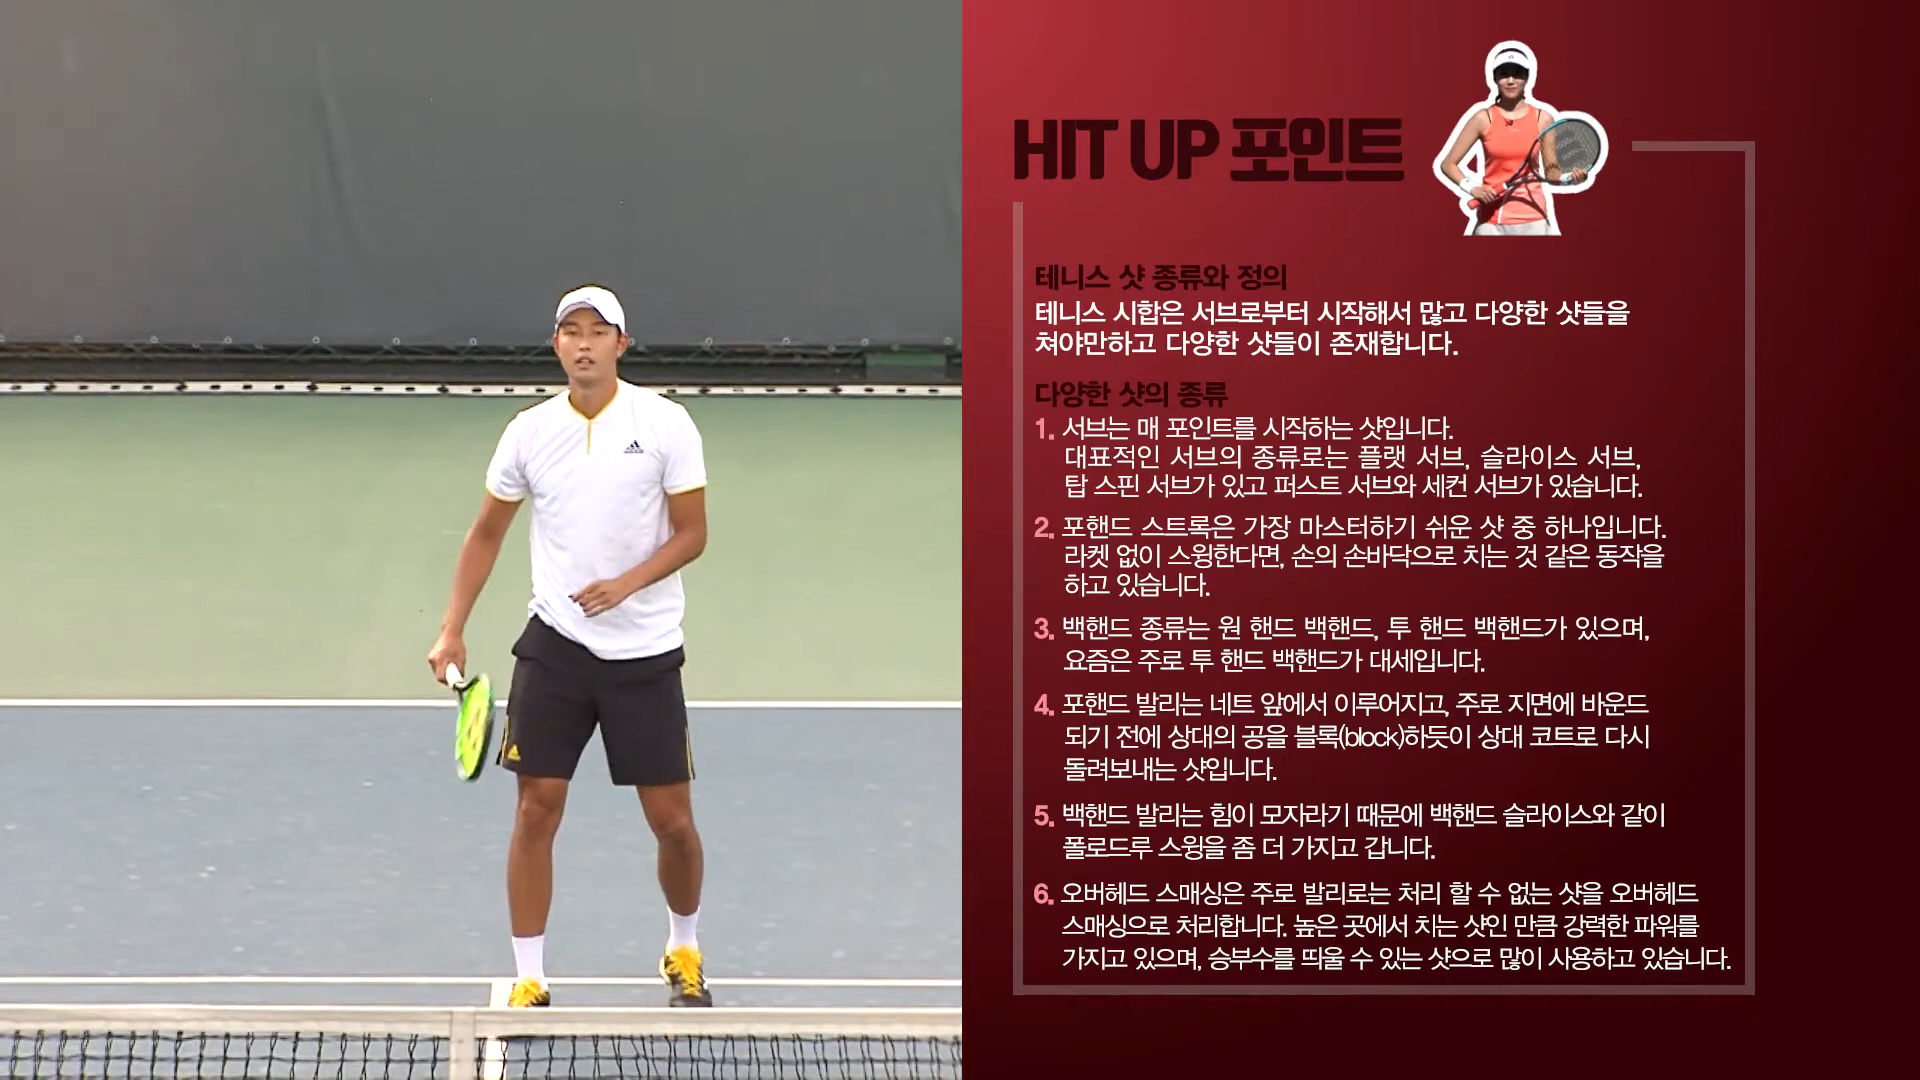 HIT UP 포인트
테니스 샷 종류와 정의
테니스 시합은 서브로부터 시작해서 많고 다양한 샷들을
쳐야만하고 다양한 샷들이 존재합니다.
다양한 샷의 종류
1. 서브는 매 포인트를 시작하는 샷입니다.
대표적인 서브의 종류로는 플랫 서브, 슬라이스 서브,
탑 스핀 서브가 있고 퍼스트 서브와 세컨 서브가 있습니다.
2. 포핸드 스트록은 가장 마스터하기 쉬운 샷 중 하나입니다.
라켓 없이 스윙한다면, 손의 손바닥으로 치는 것 같은 동작을
하고 있습니다.
3. 백핸드 종류는 원 핸드 백핸드, 투 핸드 백핸드가 있으며,
요즘은 주로 투 핸드 백핸드가 대세입니다.
4. 포핸드 발리는 네트 앞에서 이루어지고, 주로 지면에 바운드
되기 전에 상대의 공을 블록(block)하듯이 상대 코트로 다시
돌려보내는 샷입니다.
5. 백핸드 발리는 힘이 모자라기 때문에 백핸드 슬라이스와 같이
폴로드루 스윙을 좀 더 가지고 갑니다.
6. 오버헤드 스매싱은 주로 발리로는 처리 할 수 없는 샷을 오버헤드
스매싱으로 처리합니다. 높은 곳에서 치는 샷인 만큼 강력한 파워를
가지고 있으며, 승부수를 띄울 수 있는 샷으로 많이 사용하고 있습니다.